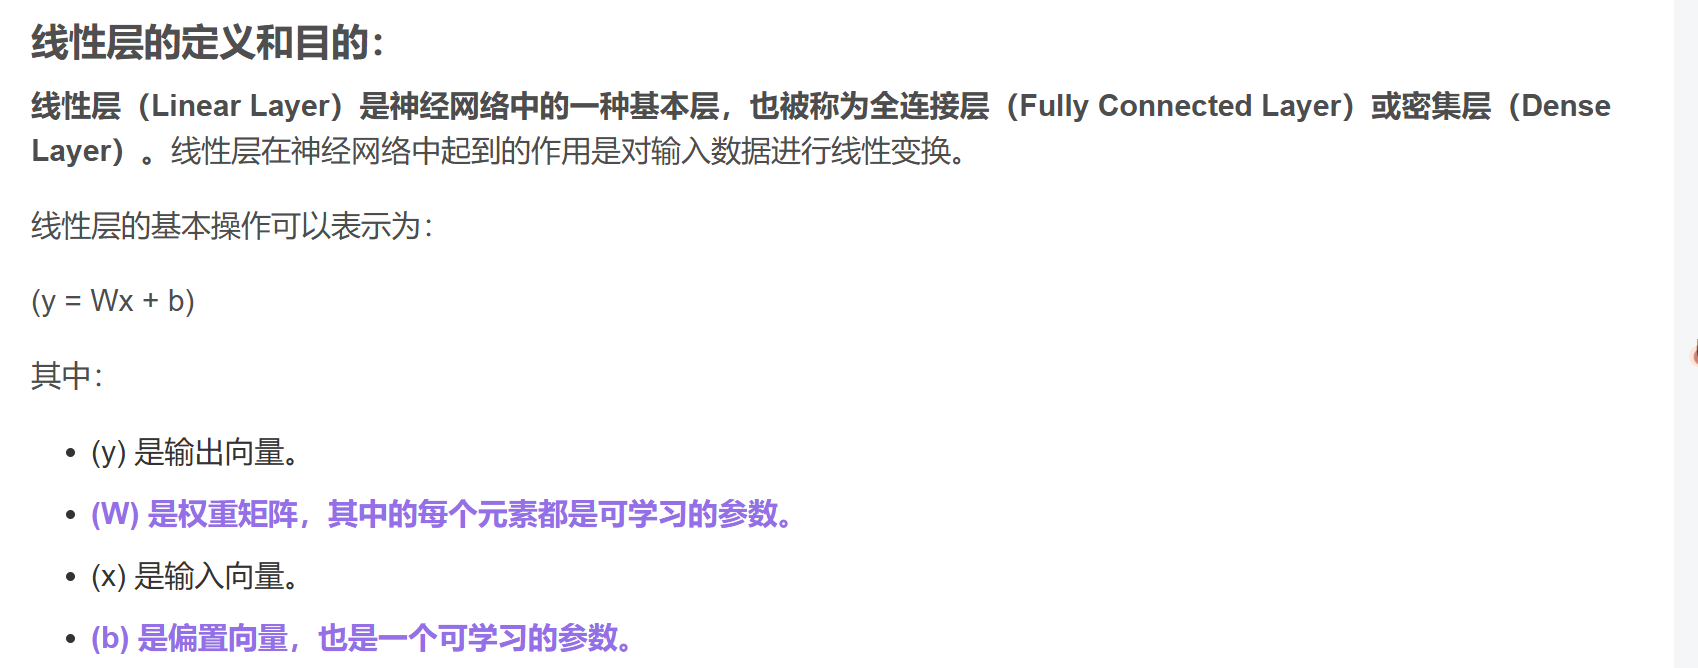 线性层的定义和目的：
线性层（Linear Layer）是神经网络中的一种基本层，也被称为全连接层（Fully Connected Layer）或密集层（Dense
Layer）。线性层在神经网络中起到的作用是对输入数据进行线性变换。
线性层的基本操作可以表示为：
(y = Wx + b)
其中：
• (y) 是输出向量。
• (W) 是权重矩阵，其中的每个元素都是可学习的参数。
• (x) 是输入向量。
• (b) 是偏置向量，也是一个可学习的参数。